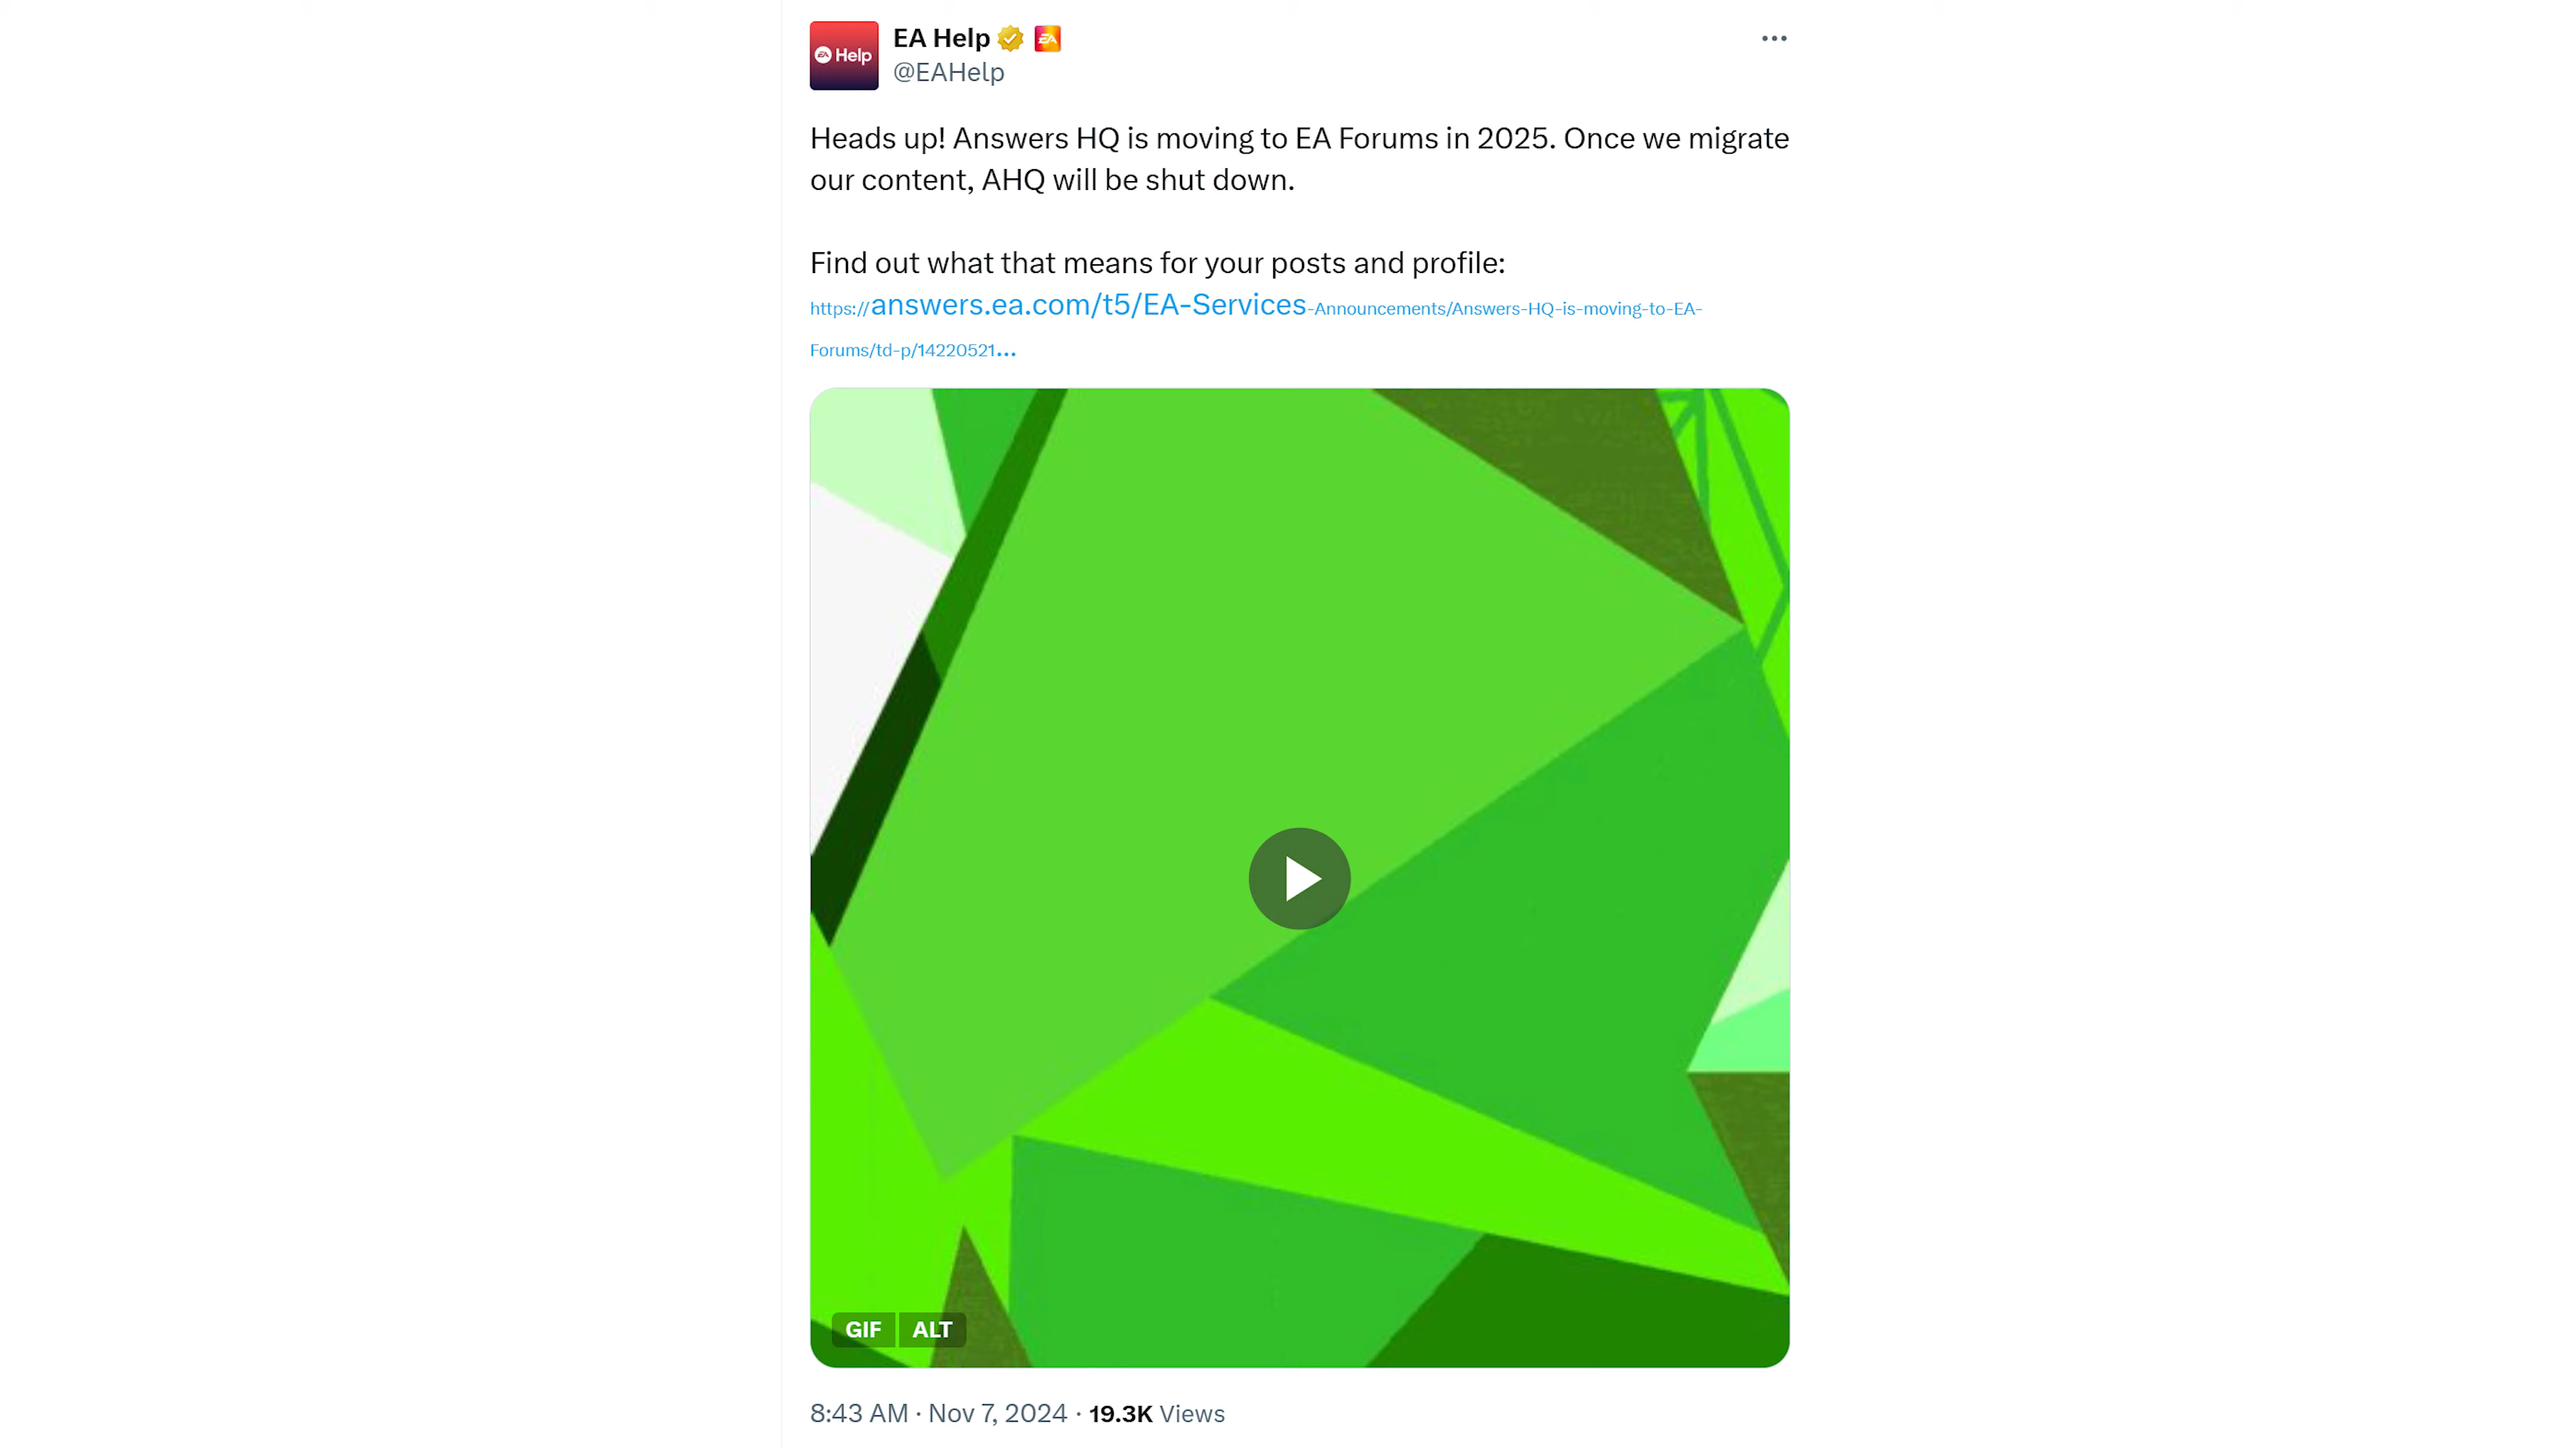 EA Help
EA Help
@EAHelp
Heads up! Answers HQ is moving to EA Forums in 2025. Once we migrate
our content, AHQ will be shut down.
Find out what that means for your posts and profile:
https://answers.ea.com/t5/EA-Services-Announcements/Answers-HQ-is-moving-to-EA-
Forums/td-p/14220521…
GIF ALT
8:43 AM · Nov 7, 2024 · 19.3K Views